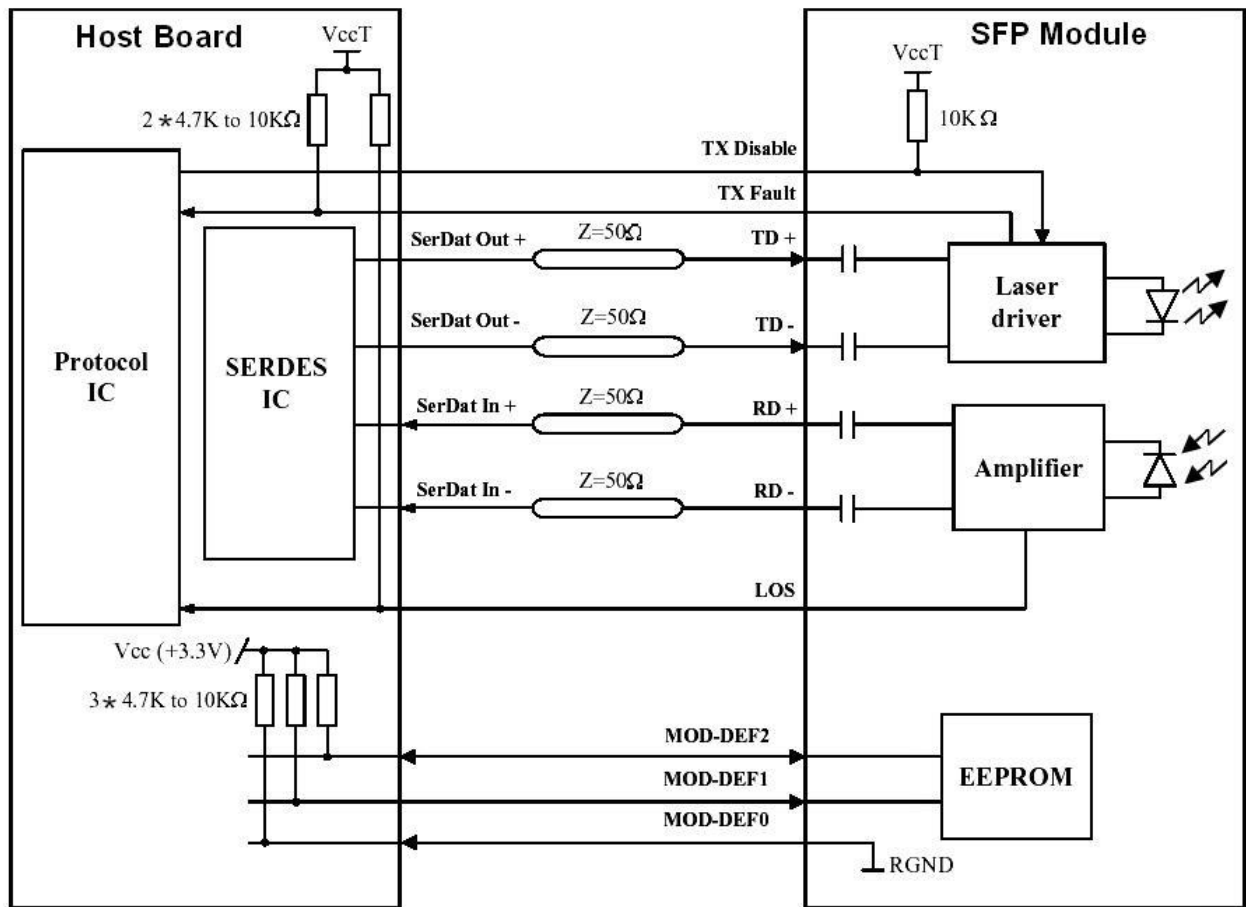 Host Board
VccT
2*4.7K to 10KΩ
SFP Module
VccT
10K Ω
TX Disable
TX Fault
SerDat Out +
Z=50Ω
TD +
SerDat Out -
Z=50Ω
TD -
SerDat In +
Z=50Ω
RD +
SerDat In -
Z=50Ω
RD -
LOS
Protocol
IC
SERDES
IC
Laser
driver
Amplifier
Vcc (+3.3V)
3* 4.7K to 10KΩ
MOD-DEF2
MOD-DEF1
MOD-DEF0
EEPROM
RGND